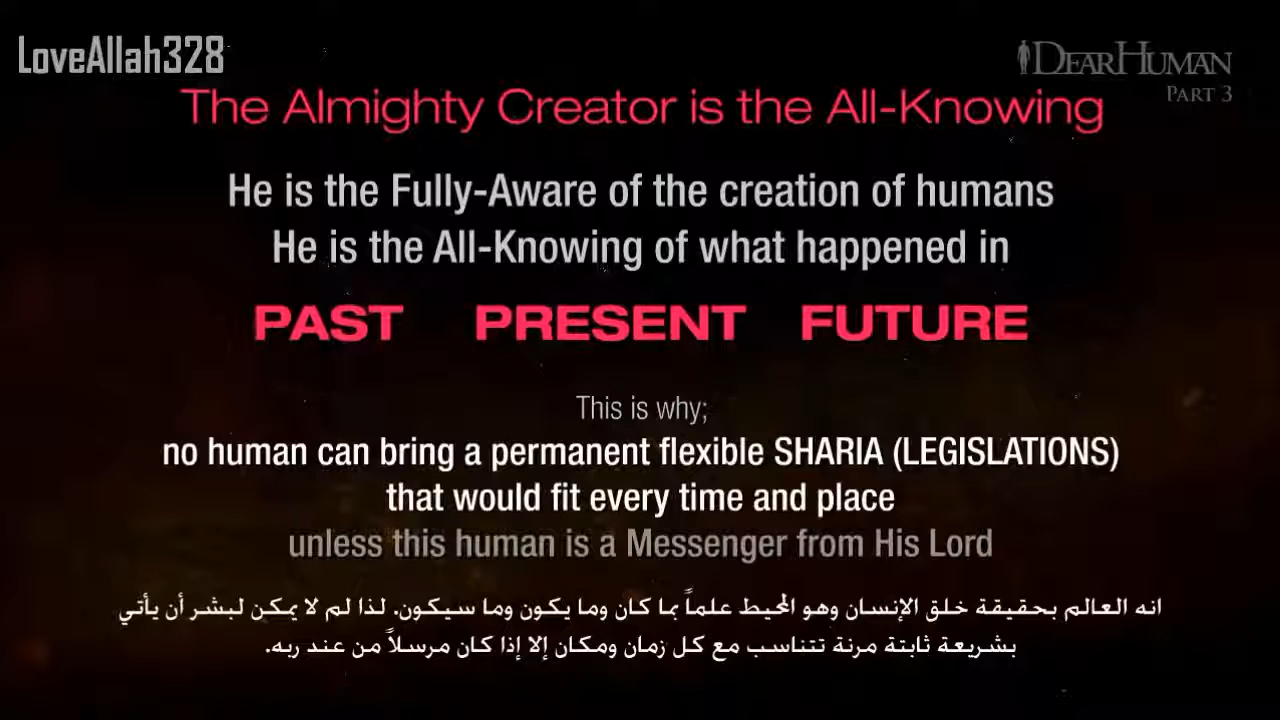 LoveAllah328
DEARHUMAN
PART 3
The Almighty Creator is the All-Knowing
He is the Fully-Aware of the creation of humans
He is the All-Knowing of what happened in
PAST PRESENT FUTURE
This is why;
no human can bring a permanent flexible SHARIA (LEGISLATIONS)
that would fit every time and place
unless this human is a Messenger from His Lord
انه العالم بحقيقة خلق الإنسان وهو المحيط علماً بما كان وما يكون وما سيكون. لذا لم لا يمكن لبشر أن يأتي
بشريعة ثابتة مرنة تتناسب مع كل زمان ومكان إلا إذا كان مرسلاً من عند ربه.